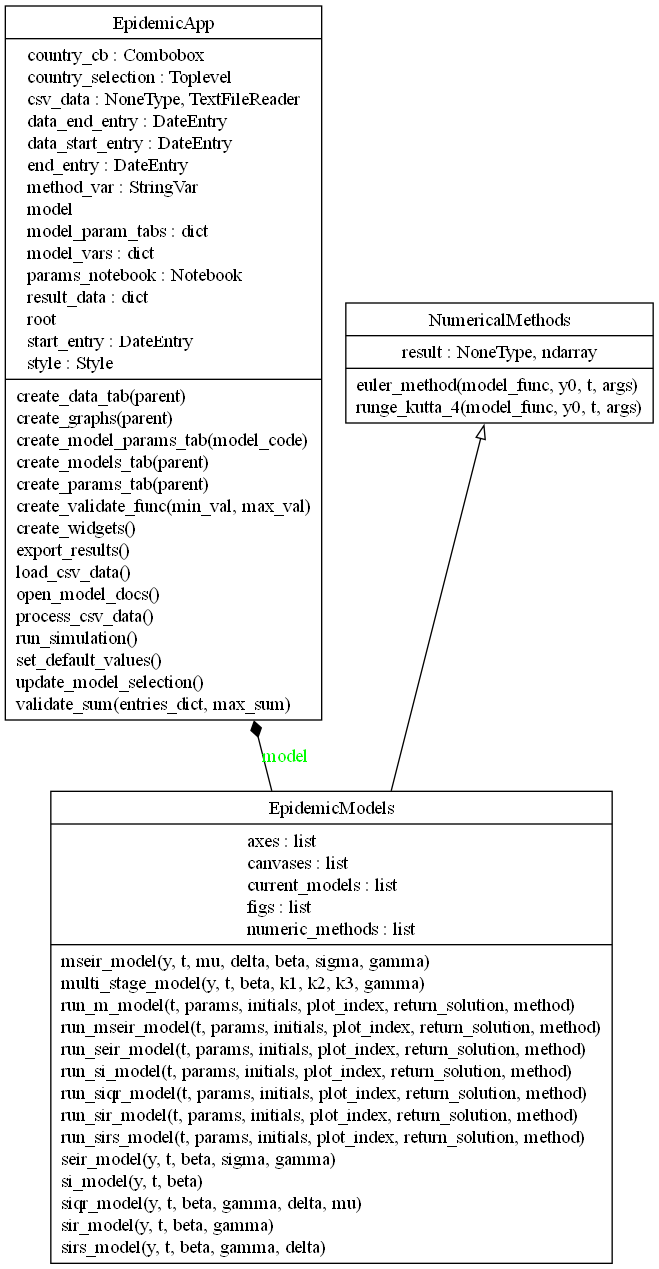 EpidemicApp
country_cb : Combobox
country_selection : Toplevel
csv_data : NoneType, TextFileReader
data_end_entry : DateEntry
data_start_entry : DateEntry
end_entry : DateEntry
method_var : StringVar
model
model_param_tabs : dict
model_vars : dict
params_notebook : Notebook
result_data : dict
root
start_entry : DateEntry
style : Style
create_data_tab(parent)
create_graphs(parent)
create_model_params_tab(model_code)
create_models_tab(parent)
create_params_tab(parent)
create_validate_func(min_val, max_val)
create_widgets()
export_results()
load_csv_data()
open_model_docs()
process_csv_data()
run_simulation()
set_default_values()
update_model_selection()
validate_sum(entries_dict, max_sum)
NumericalMethods
result : NoneType, ndarray
euler_method(model_func, y0, t, args)
runge_kutta_4(model_func, y0, t, args)
model
EpidemicModels
axes : list
canvases : list
current_models : list
figs : list
numeric_methods : list
mseir_model(y, t, mu, delta, beta, sigma, gamma)
multi_stage_model(y, t, beta, k1, k2, k3, gamma)
run_m_model(t, params, initials, plot_index, return_solution, method)
run_mseir_model(t, params, initials, plot_index, return_solution, method)
run_seir_model(t, params, initials, plot_index, return_solution, method)
run_si_model(t, params, initials, plot_index, return_solution, method)
run_siqr_model(t, params, initials, plot_index, return_solution, method)
run_sir_model(t, params, initials, plot_index, return_solution, method)
run_sirs_model(t, params, initials, plot_index, return_solution, method)
seir_model(y, t, beta, sigma, gamma)
si_model(y, t, beta)
siqr_model(y, t, beta, gamma, delta, mu)
sir_model(y, t, beta, gamma)
sirs_model(y, t, beta, gamma, delta)